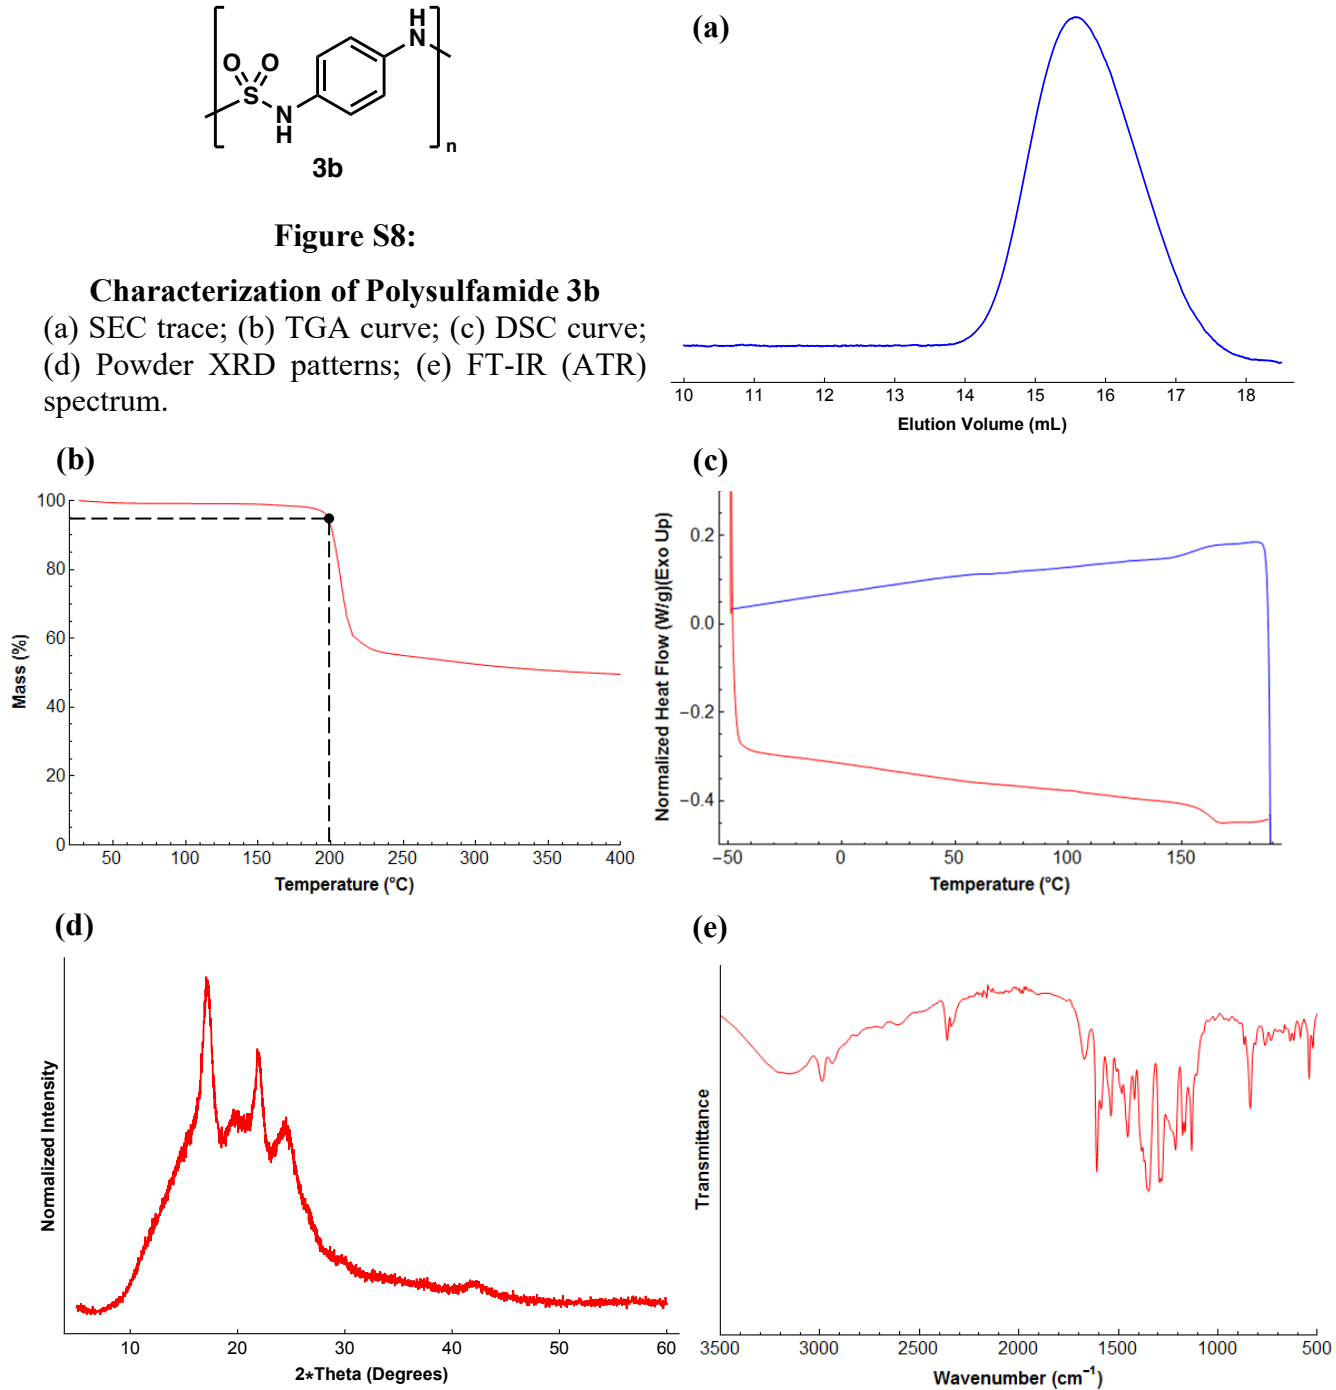 H
N
O O
S
N
H
n
3b
Figure S8:
Characterization of Polysulfamide 3b
(a) SEC trace; (b) TGA curve; (c) DSC curve;
(d) Powder XRD patterns; (e) FT-IR (ATR)
spectrum.
(a)
10 11 12 13 14 15 16 17 18
Elution Volume (mL)
(b)
100
80
60
40
20
0
Mass (%)
50 100 150 200 250 300 350 400
Temperature (°C)
(c)
0.2
0.0
−0.2
−0.4
Normalized Heat Flow (W/g)(Exo Up)
−50 0 50 100 150
Temperature (°C)
(d)
Normalized Intensity
10 20 30 40 50 60
2*Theta (Degrees)
(e)
Transmittance
3500 3000 2500 2000 1500 1000 500
Wavenumber (cm⁻¹)